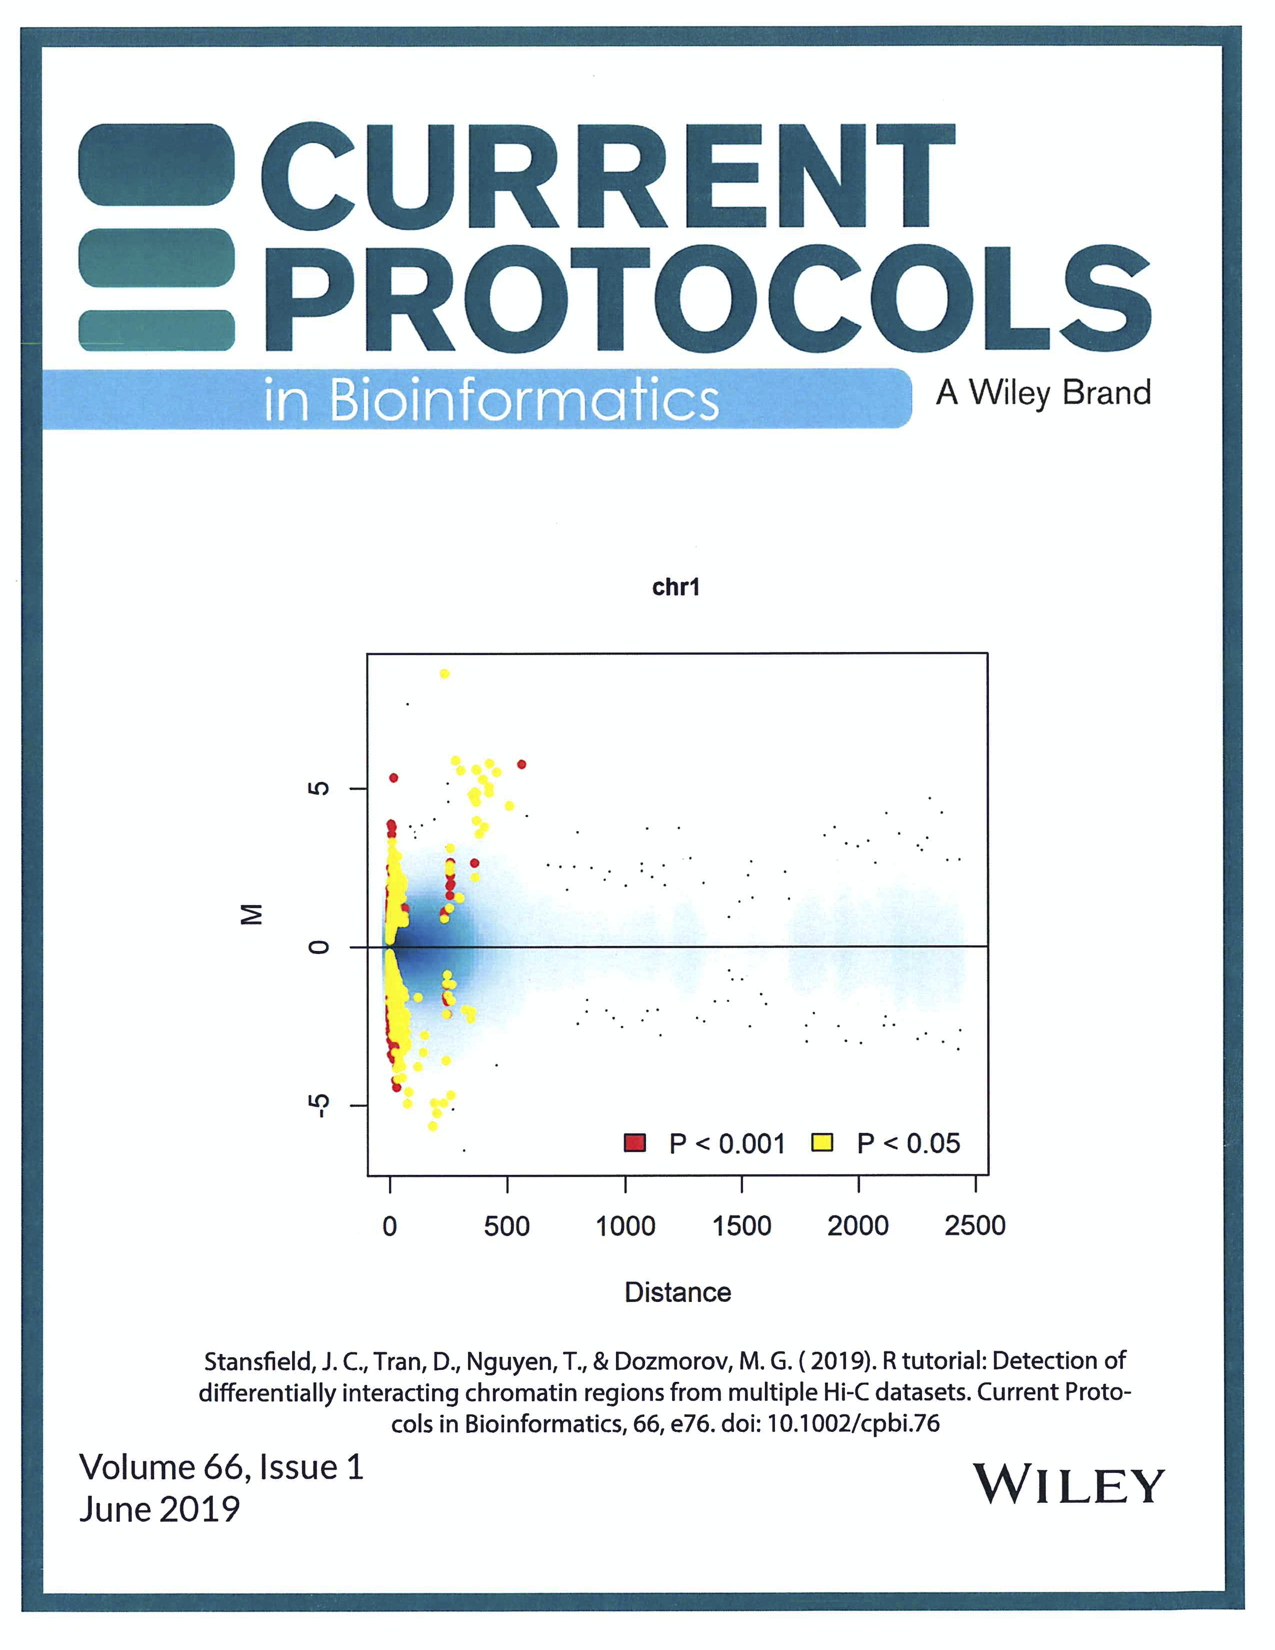 CURRENT
PROTOCOLS
in Bioinformatics
A Wiley Brand
chr1
M
5
0
-5
P < 0.001
P < 0.05
0 500 1000 1500 2000 2500
Distance
Stansfield, J. C., Tran, D., Nguyen, T., & Dozmorov, M. G. ( 2019). R tutorial: Detection of
differentially interacting chromatin regions from multiple Hi-C datasets. Current Proto-
cols in Bioinformatics, 66, e76. doi: 10.1002/cpbi.76
Volume 66, Issue 1
June 2019
WILEY